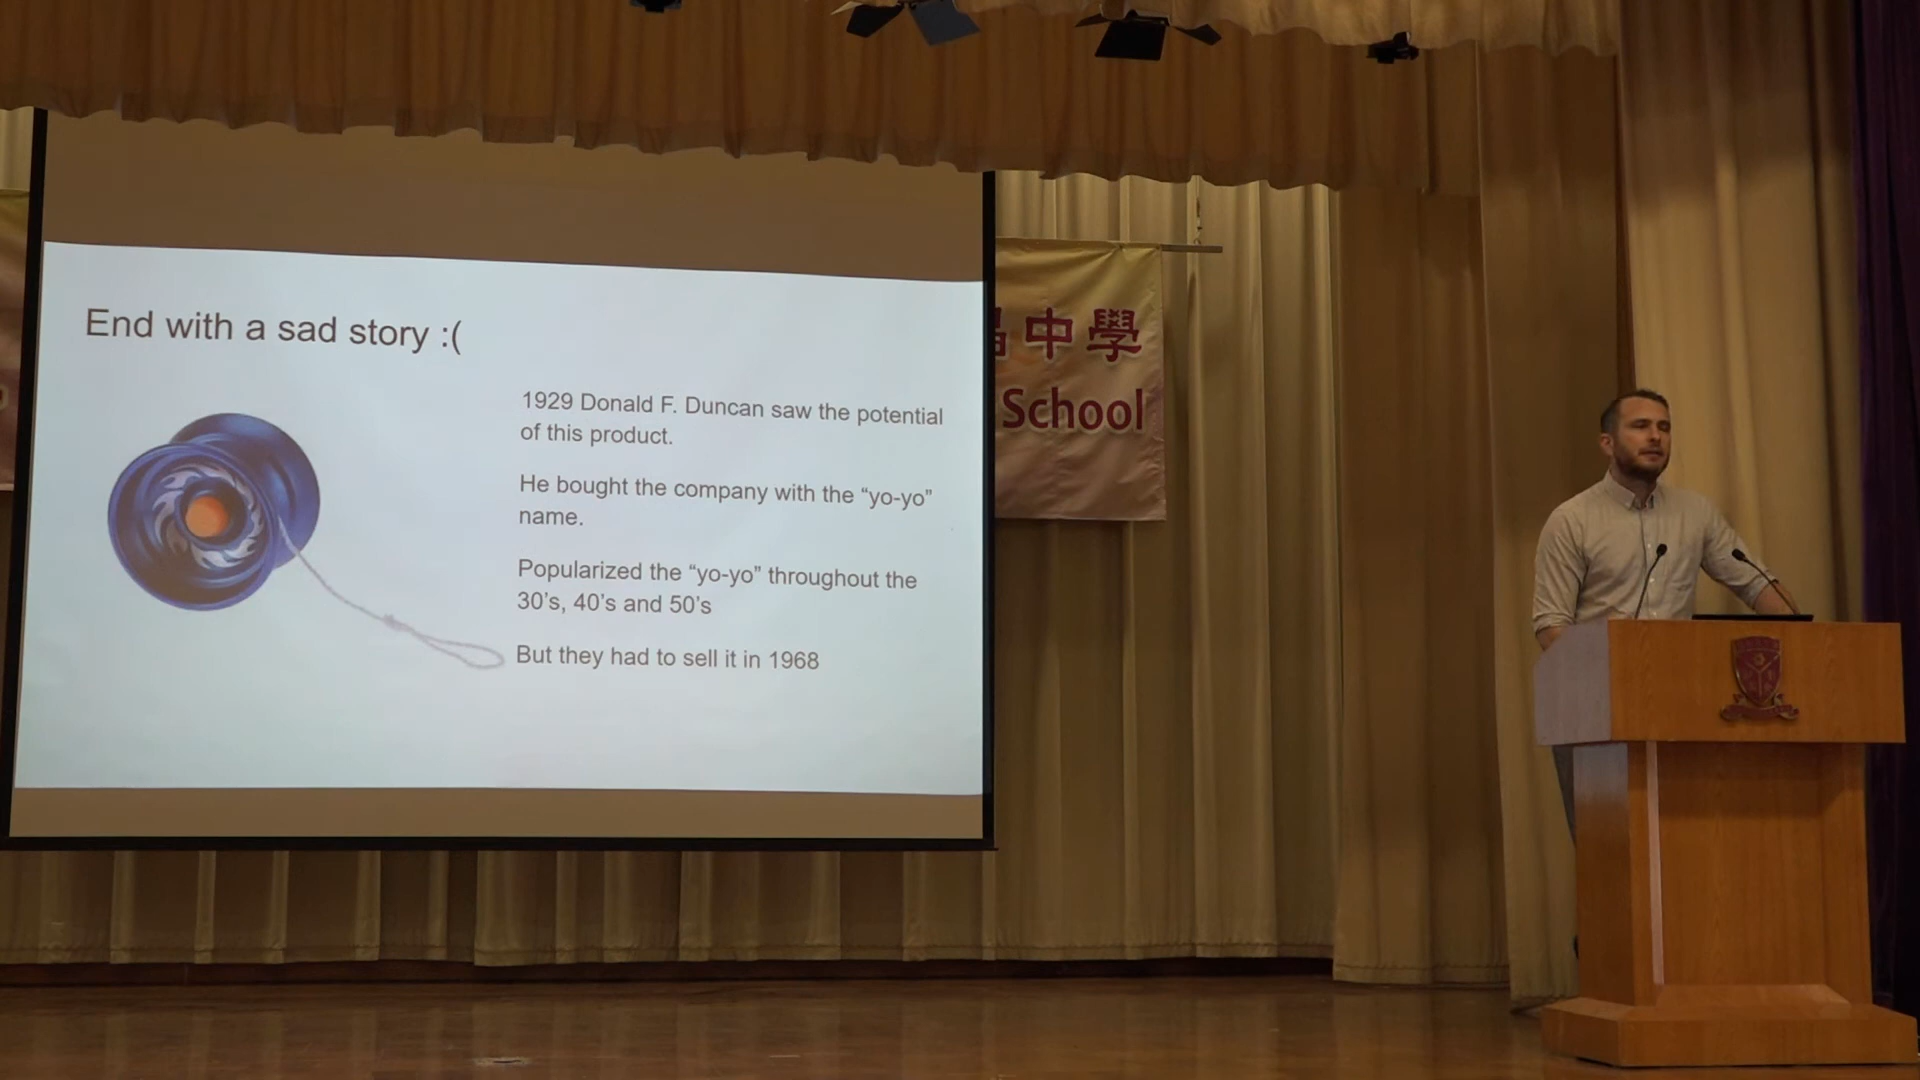 End with a sad story :(
1929 Donald F. Duncan saw the potential
of this product.
He bought the company with the “yo-yo”
name.
Popularized the “yo-yo” throughout the
30’s, 40’s and 50’s
But they had to sell it in 1968
中學
School